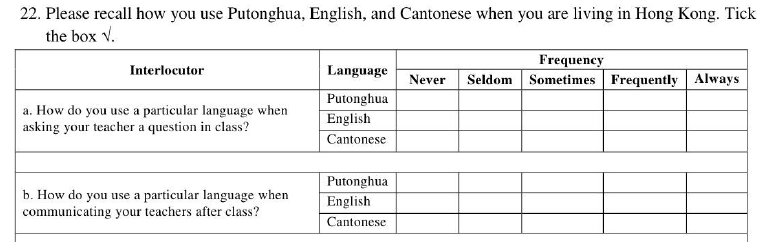 22. Please recall how you use Putonghua, English, and Cantonese when you are living in Hong Kong. Tick
the box √.
Interlocutor Language Frequency
Never Seldom Sometimes Frequently Always
a. How do you use a particular language when
asking your teacher a question in class?
Putonghua
English
Cantonese
b. How do you use a particular language when
communicating your teachers after class?
Putonghua
English
Cantonese